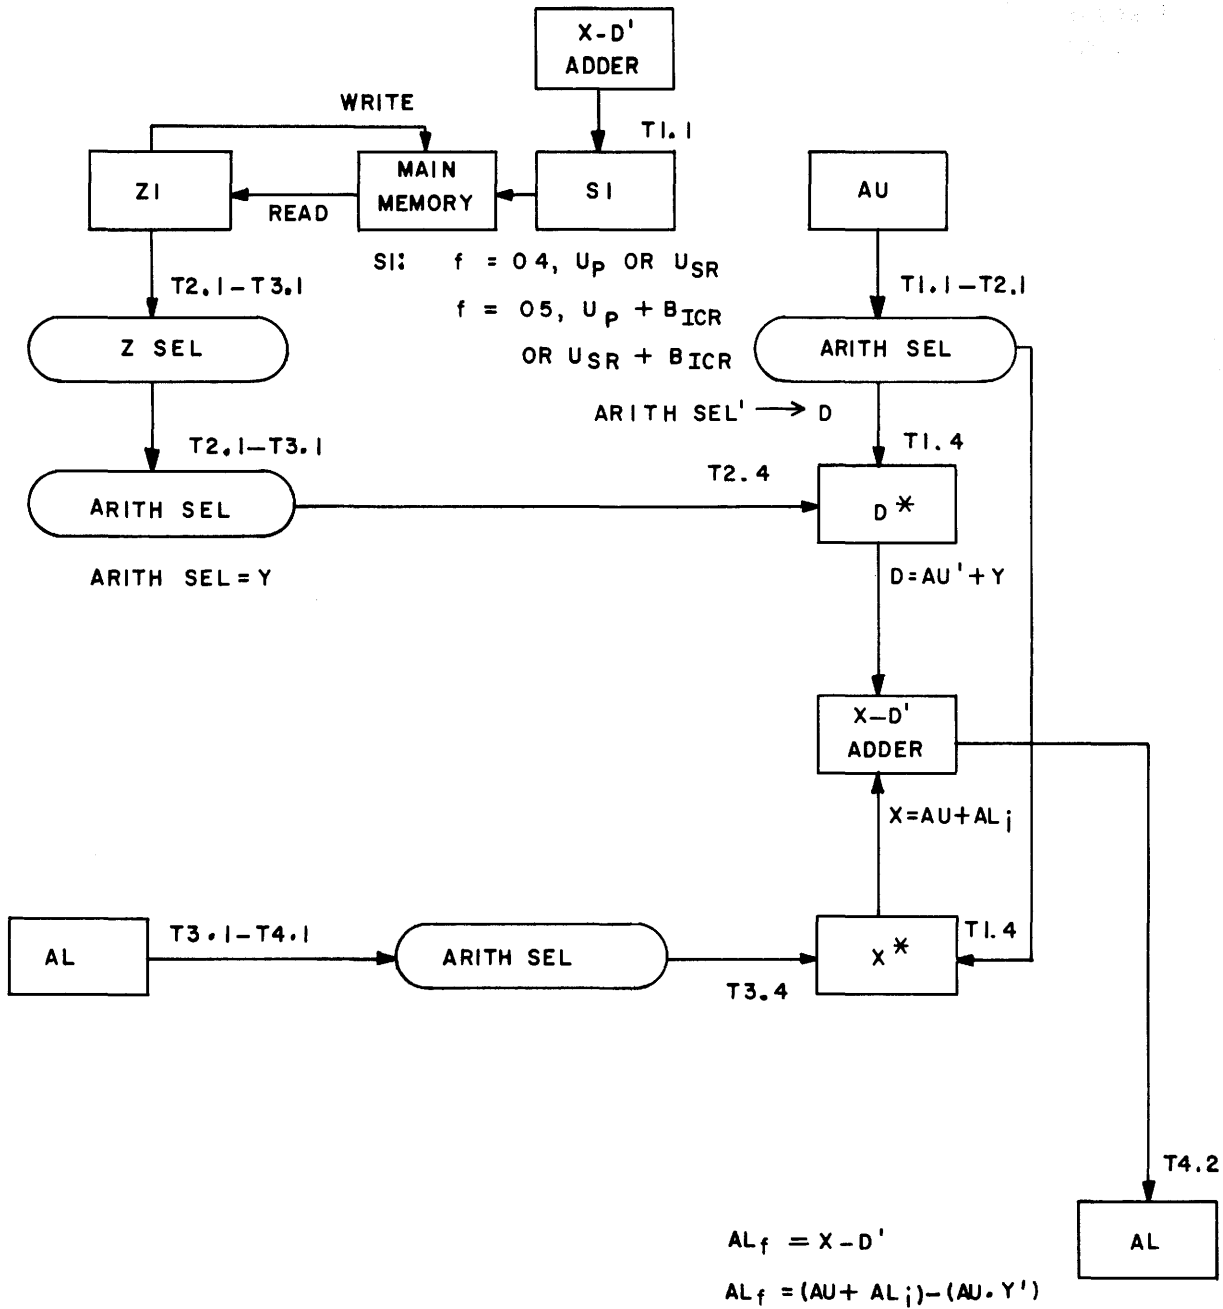 X-D'
ADDER
WRITE
T1.1
Z1
MAIN
MEMORY
S1
AU
READ
S1: f = 04, UP OR USR
f = 05, UP + BICR
OR USR + BICR
T2.1-T3.1
T1.1-T2.1
Z SEL
ARITH SEL
ARITH SEL' → D
T2.1-T3.1
T1.4
T2.4
ARITH SEL
D*
ARITH SEL = Y
D=AU'+Y
X-D'
ADDER
X=AU+ALi
AL
T3.1-T4.1
ARITH SEL
T3.4
X*
T1.4
T4.2
AL
ALf = X-D'
ALf = (AU+ ALi)-(AU.Y')